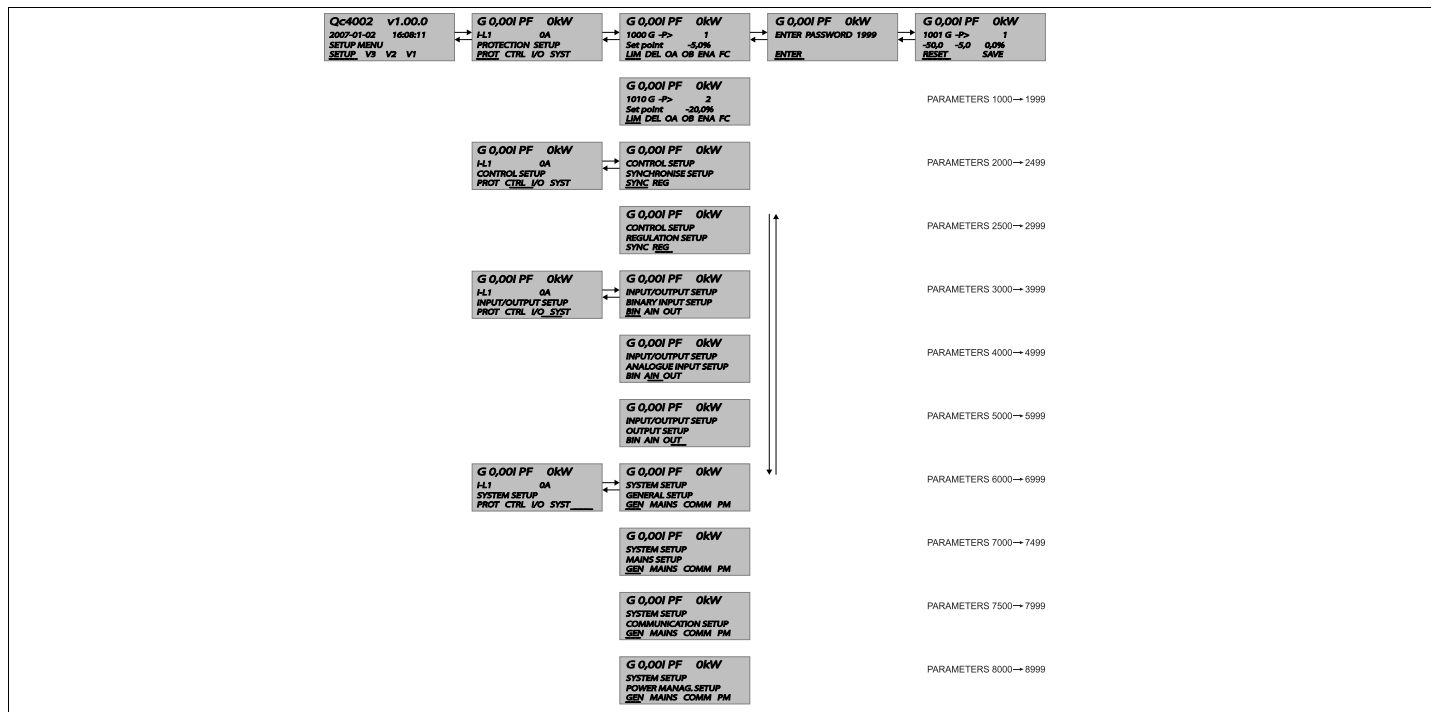 Qc4002 v1.00.0
2007-01-02 16:08:11
SETUP MENU
SETUP V3 V2 V1
G 0,00I PF 0kW
I-L1 0A
PROTECTION SETUP
PROT CTRL I/O SYST
G 0,00I PF 0kW
1000 G -P> 1
Set point -5,0%
LIM DEL OA OB ENA FC
G 0,00I PF 0kW
ENTER PASSWORD 1999
ENTER
G 0,00I PF 0kW
1001 G -P> 1
-50,0 -5,0 0,0%
RESET SAVE
G 0,00I PF 0kW
1010 G -P> 2
Set point -20,0%
LIM DEL OA OB ENA FC
PARAMETERS 1000→1999
G 0,00I PF 0kW
I-L1 0A
CONTROL SETUP
PROT CTRL I/O SYST
G 0,00I PF 0kW
CONTROL SETUP
SYNCHRONISE SETUP
SYNC REG
PARAMETERS 2000→2499
G 0,00I PF 0kW
CONTROL SETUP
REGULATION SETUP
SYNC REG
PARAMETERS 2500→2999
G 0,00I PF 0kW
I-L1 0A
INPUT/OUTPUT SETUP
PROT CTRL I/O SYST
G 0,00I PF 0kW
INPUT/OUTPUT SETUP
BINARY INPUT SETUP
BIN AIN OUT
PARAMETERS 3000→3999
G 0,00I PF 0kW
INPUT/OUTPUT SETUP
ANALOGUE INPUT SETUP
BIN AIN OUT
PARAMETERS 4000→4999
G 0,00I PF 0kW
INPUT/OUTPUT SETUP
OUTPUT SETUP
BIN AIN OUT
PARAMETERS 5000→5999
G 0,00I PF 0kW
I-L1 0A
SYSTEM SETUP
PROT CTRL I/O SYST
G 0,00I PF 0kW
SYSTEM SETUP
GENERAL SETUP
GEN MAINS COMM PM
PARAMETERS 6000→6999
G 0,00I PF 0kW
SYSTEM SETUP
MAINS SETUP
GEN MAINS COMM PM
PARAMETERS 7000→7499
G 0,00I PF 0kW
SYSTEM SETUP
COMMUNICATION SETUP
GEN MAINS COMM PM
PARAMETERS 7500→7999
G 0,00I PF 0kW
SYSTEM SETUP
POWER MANAG.SETUP
GEN MAINS COMM PM
PARAMETERS 8000→8999